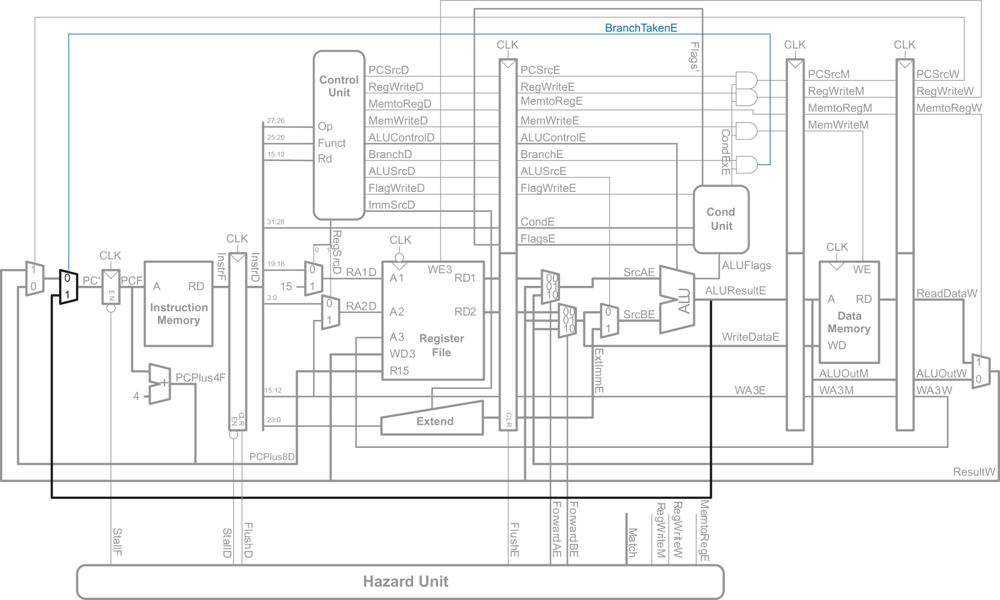 BranchTakenE
CLK
CLK
CLK
Flags'
Control
Unit
PCSrcD
RegWriteD
MemtoRegD
MemWriteD
ALUControlD
BranchD
ALUSrcD
FlagWriteD
ImmSrcD
PCSrcE
RegWriteE
MemtoRegE
MemWriteE
ALUControlE
BranchE
ALUSrcE
FlagWriteE
CondE
FlagsE
CondExE
PCSrcM
RegWriteM
MemtoRegM
MemWriteM
PCSrcW
RegWriteW
MemtoRegW
27:26
Op
25:20
Funct
15:12
Rd
31:28
Cond
Unit
RegSrcD
0 1
CLK
CLK
CLK
CLK
1
0
0
1
PC'
EN
PCF
A
RD
Instruction
Memory
InstrF
InstrD
EN
CLR
19:16
0
15
1
RA1D
3:0
0
1
RA2D
A1
WE3
RD1
A2
RD2
A3
WD3
R15
Register
File
00
01
10
00
01
10
0
1
SrcAE
SrcBE
ALU
ALUFlags
ALUResultE
WriteDataE
ExtImmE
WE
A
RD
Data
Memory
WD
ReadDataW
1
0
4
+
PCPlus4F
15:12
23:0
Extend
CLR
WA3E
ALUOutM
WA3M
ALUOutW
WA3W
PCPlus8D
ResultW
StallF
StallD
FlushD
FlushE
ForwardAE
ForwardBE
Match
RegWriteM
RegWriteW
MemtoRegE
Hazard Unit